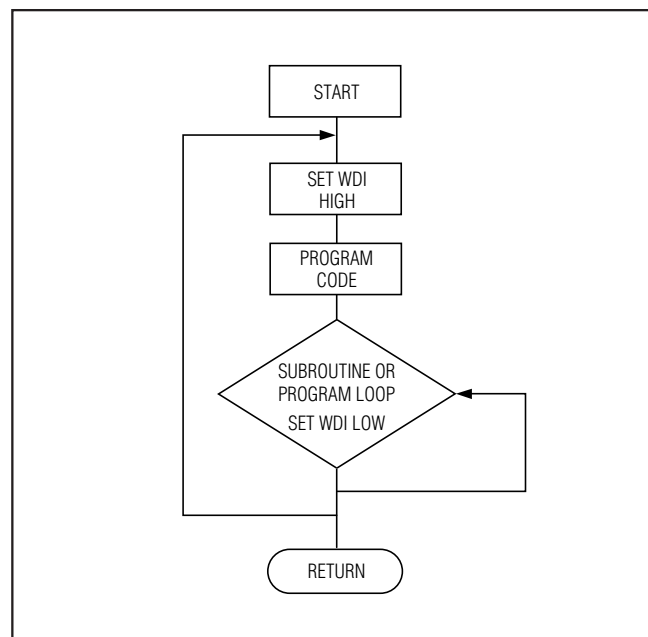 START
SET WDI
HIGH
PROGRAM
CODE
SUBROUTINE OR
PROGRAM LOOP
SET WDI LOW
RETURN